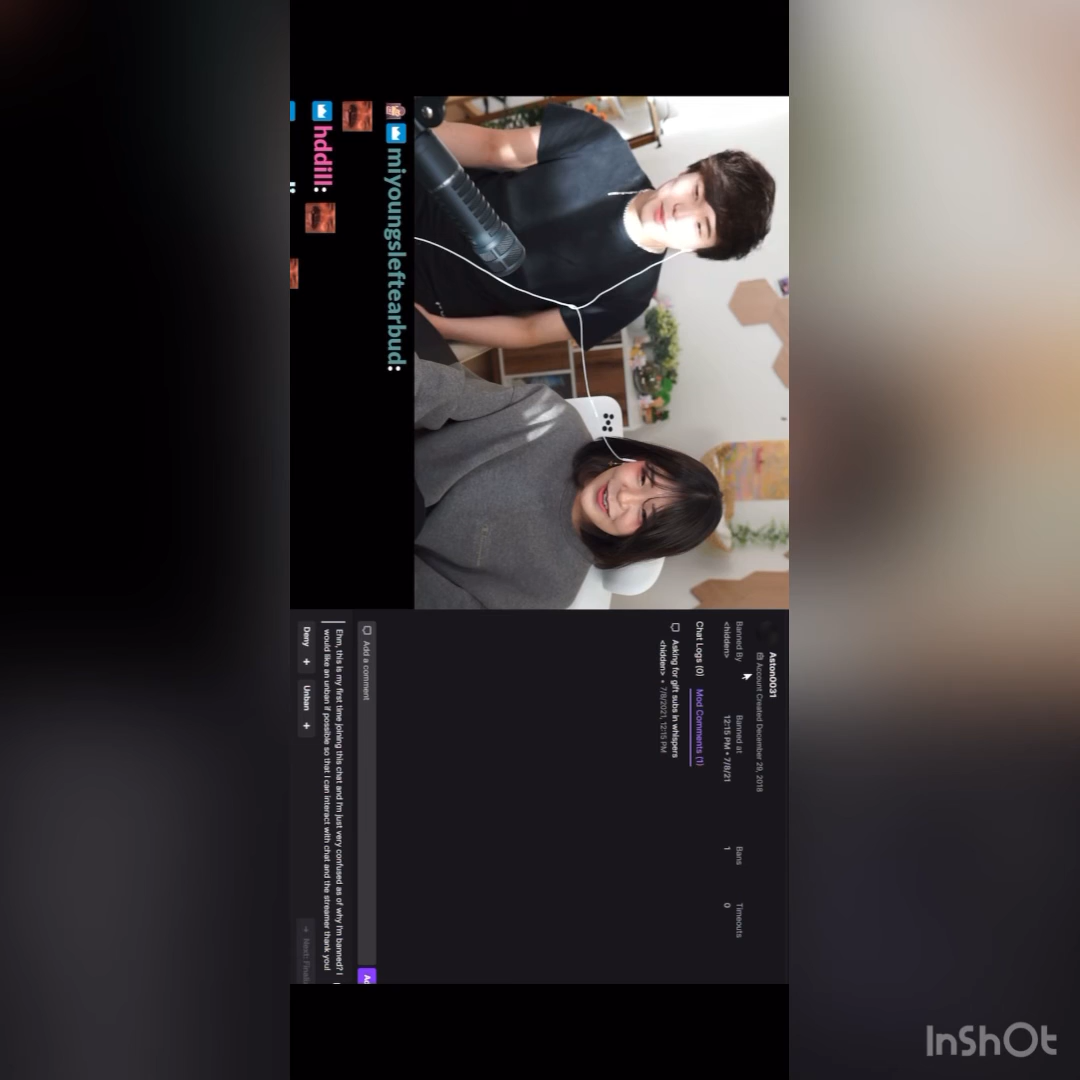 miyoungsleftearbud:
hddill:
Aston0031
Account Created December 29, 2018
Banned By
<hidden>
Banned at
12:15 PM • 7/8/21
Bans
1
Timeouts
0
Chat Logs (0)
Mod Comments (1)
Asking for gift subs in whispers
<hidden> • 7/8/2021, 12:15 PM
Add a comment
Ehm, this is my first time joining this chat and I'm just very confused as of why I'm banned? I
would like an unban if possible so that I can interact with chat and the streamer thank you!
Deny +
Unban +
Next:
InShOt